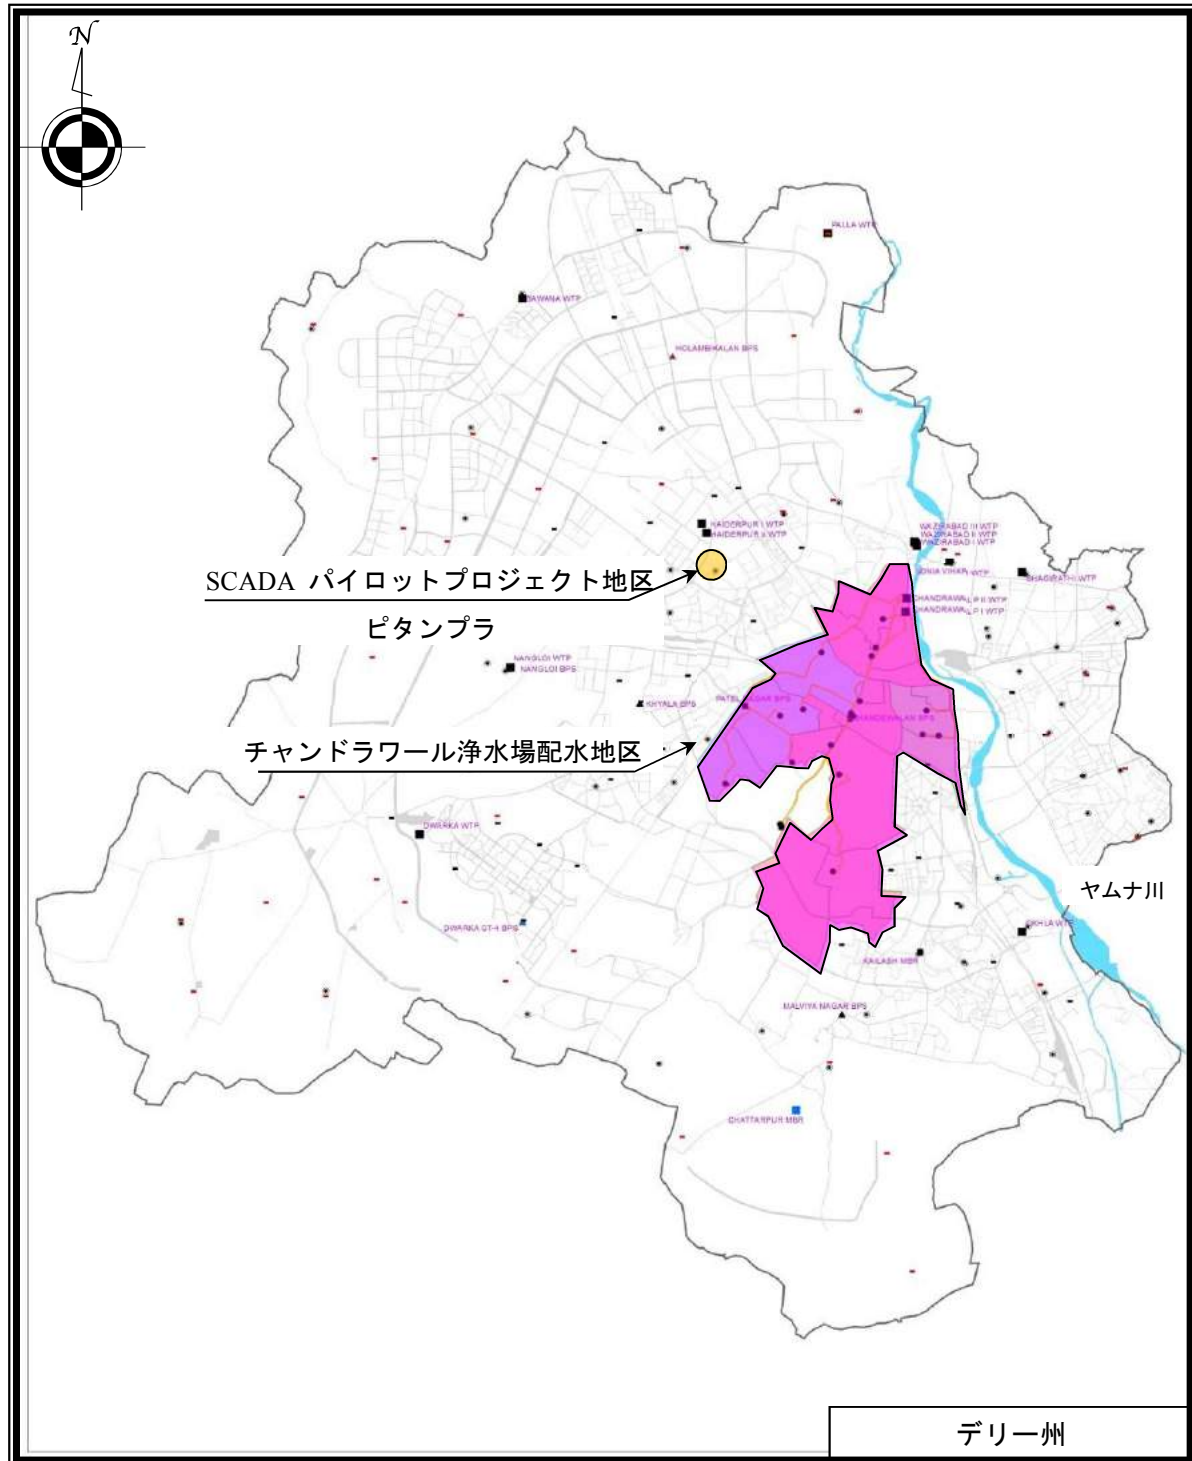 N
PALLA WTP
BAWANA WTP
HOLAMBIKALAN BPS
HAIDERPUR I WTP
HAIDERPUR II WTP
WAZIRABAD III WTP
WAZIRABAD II WTP
WAZIRABAD I WTP
SONIA VIHAR WTP
BHAGIRATHI WTP
SCADA パイロットプロジェクト地区
ピタンプラ
CHANDRAWAL P II WTP
CHANDRAWAL P I WTP
NANGLOI WTP
NANGLOI BPS
KHYALA BPS
PATEL NAGAR BPS
JHANDEWALAN BPS
チャンドラワール浄水場配水地区
DWARKA WTP
ヤムナ川
DWARKA GT-4 BPS
OKHLA WTP
KAILASH MBR
MALVIYA NAGAR BPS
CHATTARPUR MBR
デリー州